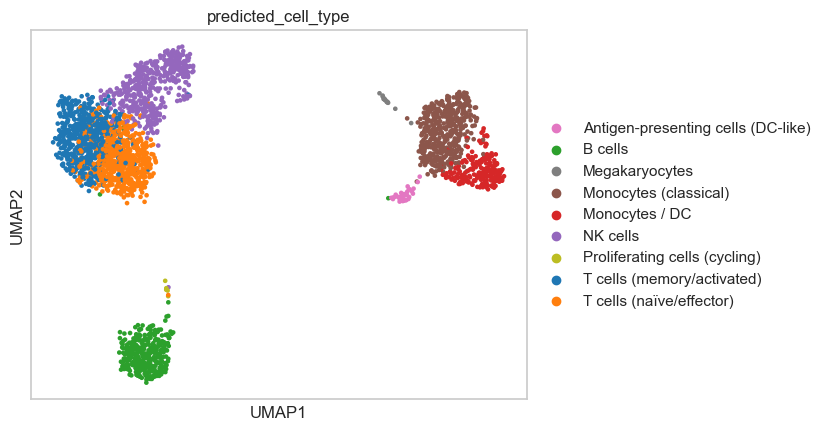 predicted_cell_type
UMAP2
UMAP1
Antigen-presenting cells (DC-like)
B cells
Megakaryocytes
Monocytes (classical)
Monocytes / DC
NK cells
Proliferating cells (cycling)
T cells (memory/activated)
T cells (naïve/effector)